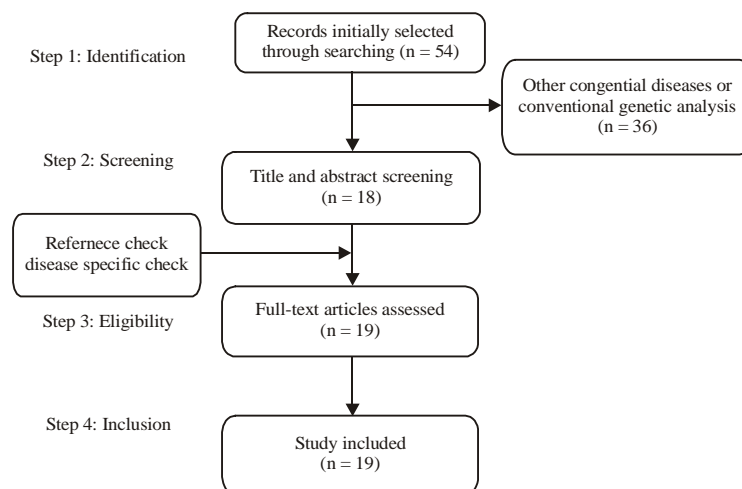 Records initially selected
through searching (n = 54)
Step 1: Identification
Other congential diseases or
conventional genetic analysis
(n = 36)
Step 2: Screening
Title and abstract screening
(n = 18)
Refernece check
disease specific check
Full-text articles assessed
(n = 19)
Step 3: Eligibility
Step 4: Inclusion
Study included
(n = 19)